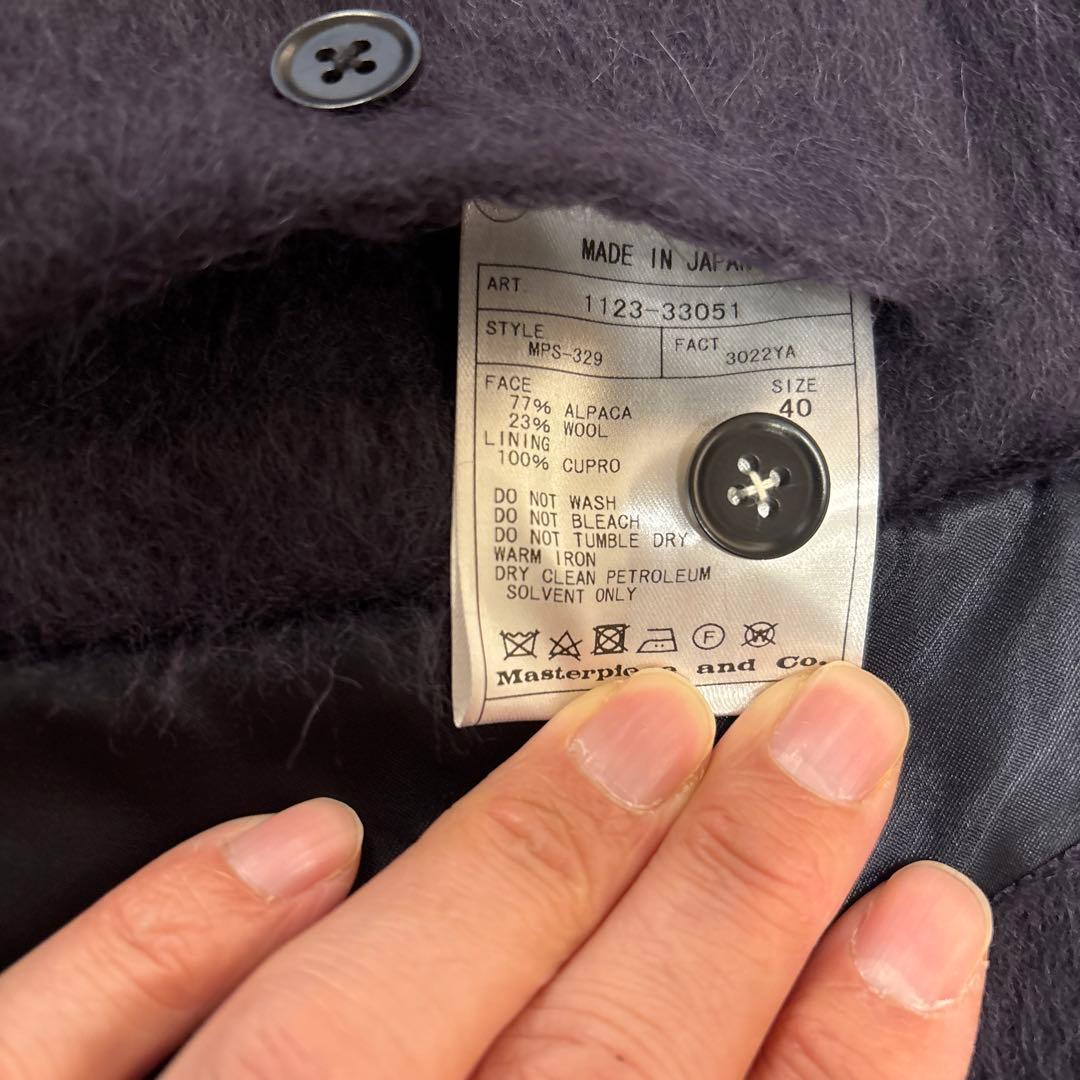 MADE IN JAPAN
ART
1123-33051
STYLE
MPS-329
FACT
3022YA
FACE
77% ALPACA
23% WOOL
LINING
100% CUPRO
SIZE
40
DO NOT WASH
DO NOT BLEACH
DO NOT TUMBLE DRY
WARM IRON
DRY CLEAN PETROLEUM
SOLVENT ONLY
F
W
Masterpiece and Co.